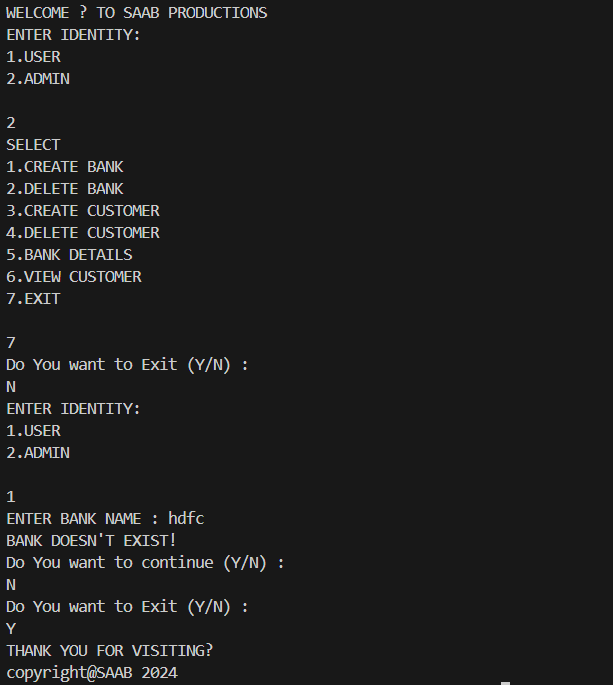 WELCOME ? TO SAAB PRODUCTIONS
ENTER IDENTITY:
1.USER
2.ADMIN
2
SELECT
1.CREATE BANK
2.DELETE BANK
3.CREATE CUSTOMER
4.DELETE CUSTOMER
5.BANK DETAILS
6.VIEW CUSTOMER
7.EXIT
7
Do You want to Exit (Y/N) :
N
ENTER IDENTITY:
1.USER
2.ADMIN
1
ENTER BANK NAME : hdfc
BANK DOESN'T EXIST!
Do You want to continue (Y/N) :
N
Do You want to Exit (Y/N) :
Y
THANK YOU FOR VISITING?
copyright@SAAB 2024